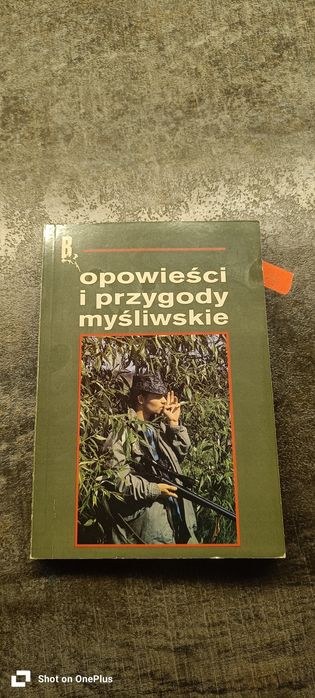 B
opowieści
i przygody
myśliwskie
Shot on OnePlus